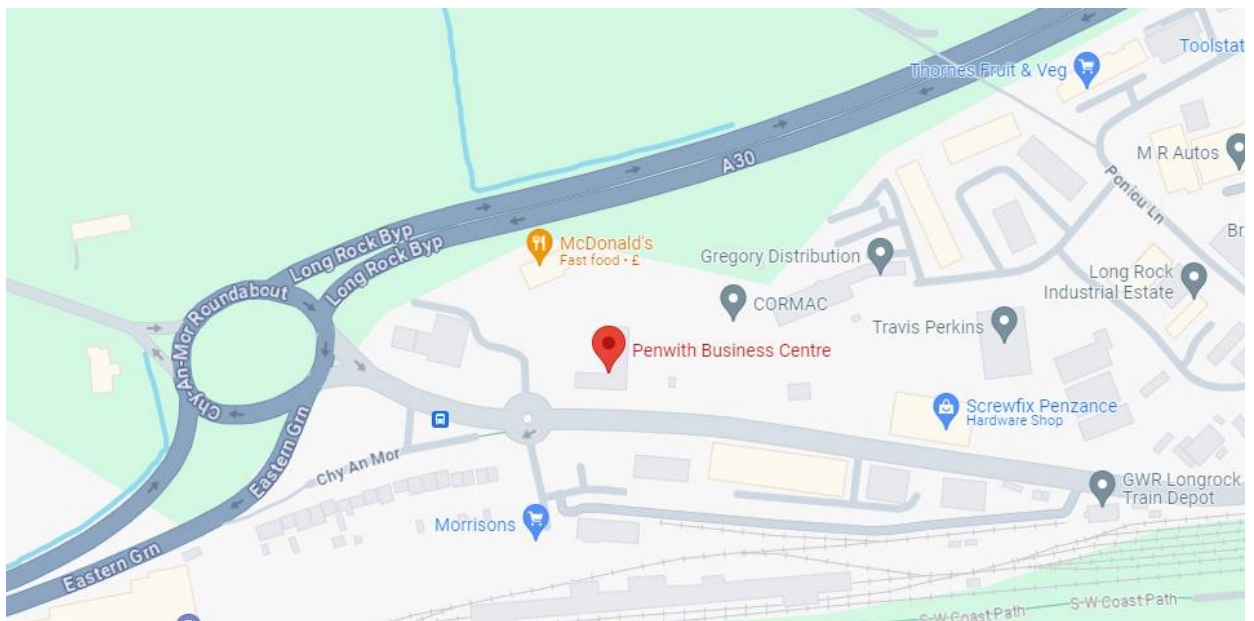 Toolstat
Thornes Fruit & Veg
M R Autos
A30
Poniou Ln
Long Rock Byp
Long Rock Byp
McDonald's
Fast food · £
Gregory Distribution
Br
Long Rock
Industrial Estate
CORMAC
Chy-An-Mor Roundabout
Travis Perkins
Penwith Business Centre
Screwfix Penzance
Hardware Shop
Eastern Grn
Chy An Mor
GWR Longrock
Train Depot
Morrisons
Eastern Grn
S W Coast Path
S W Coast Path